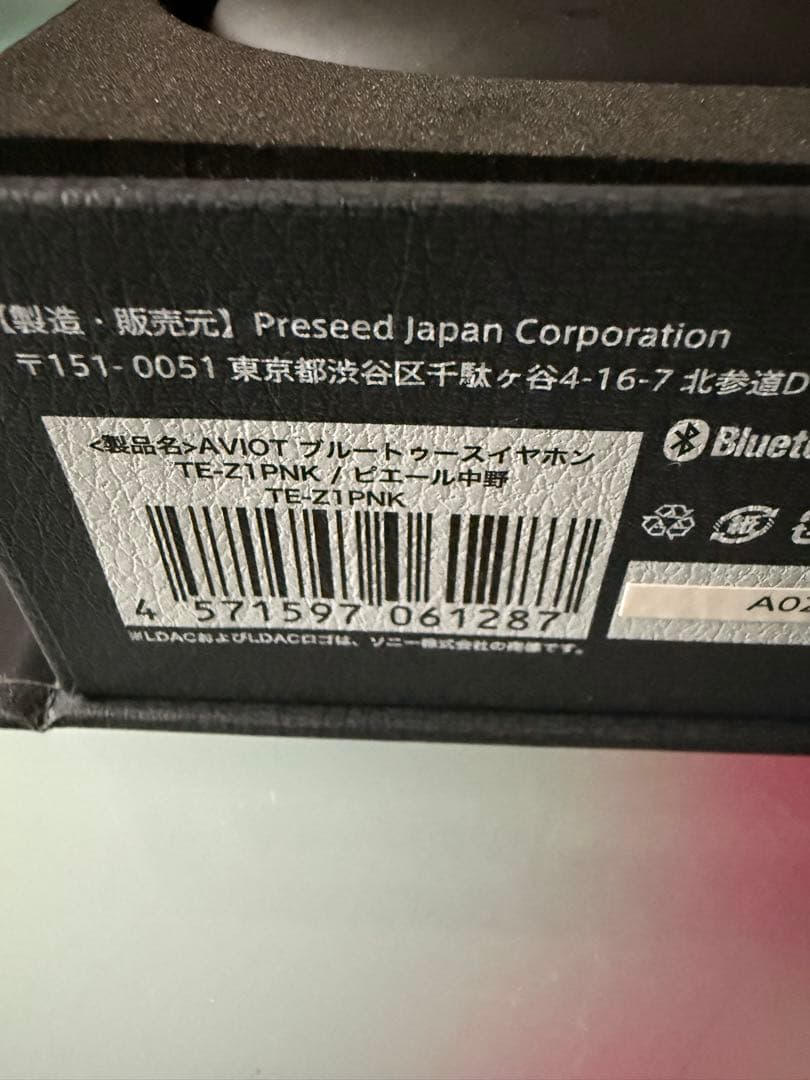 【製造・販売元】Preseed Japan Corporation
〒151-0051 東京都渋谷区千駄ヶ谷4-16-7 北参道D
<製品名>AVIOT ブルートゥースイヤホン
TE-Z1PNK / ピエール中野
TE-Z1PNK
4 571597 061287
※LDACおよびLDACロゴは、ソニー株式会社の商標です。
Bluet
紙
A02